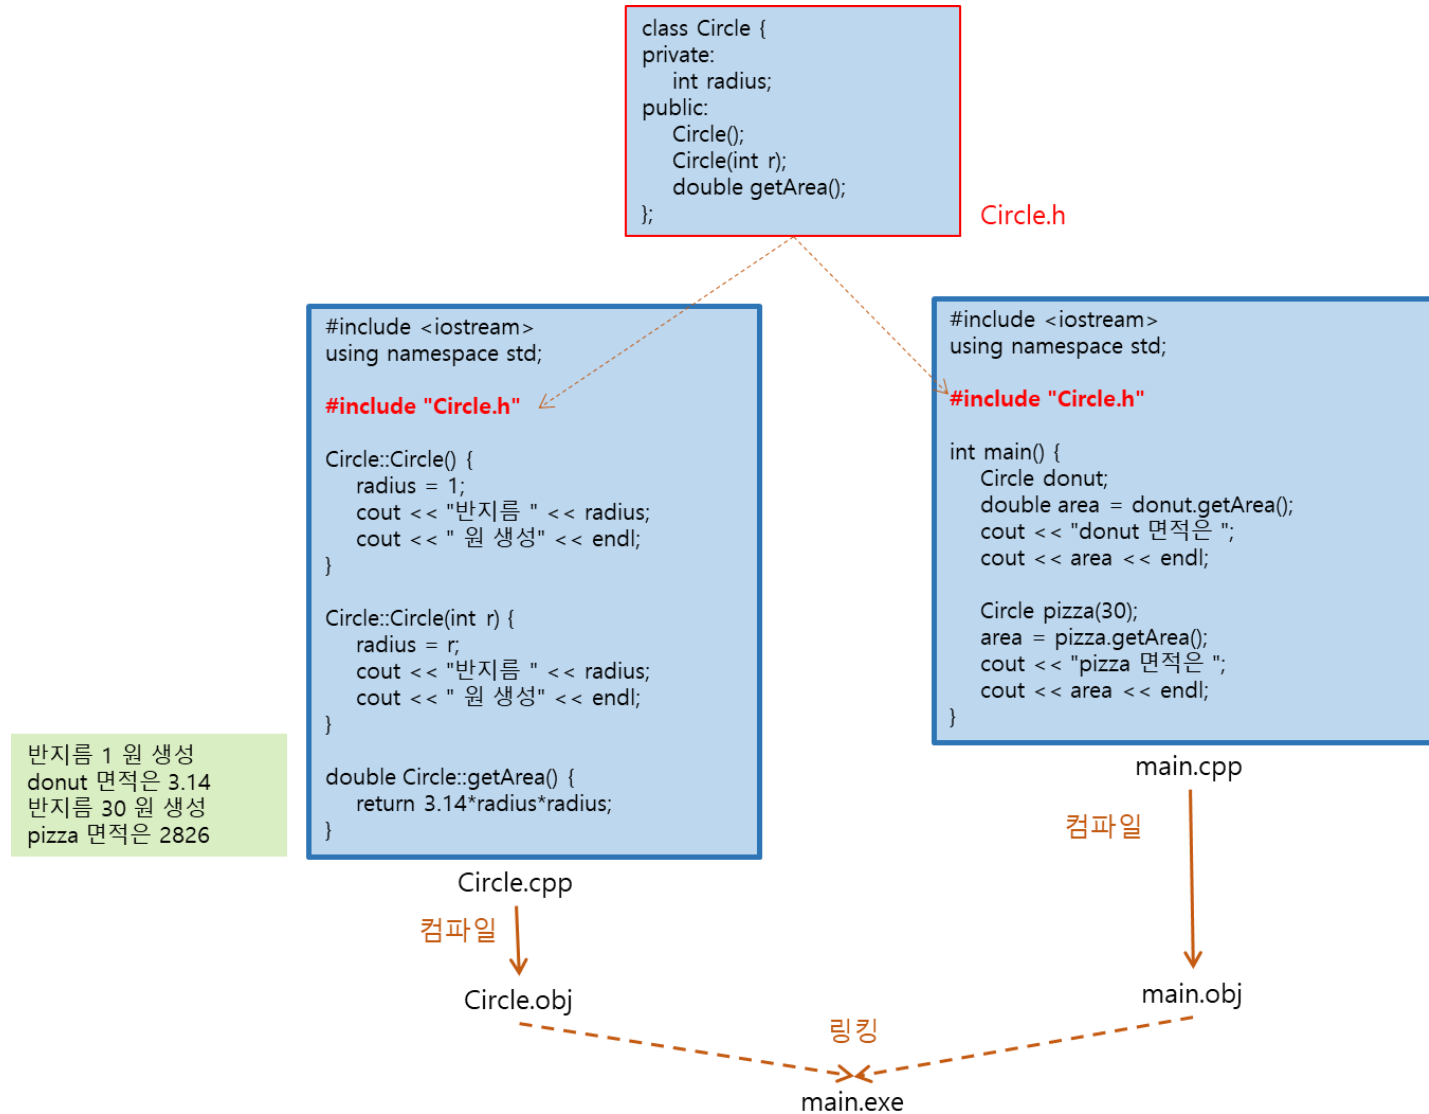 class Circle {
private:
int radius;
public:
Circle();
Circle(int r);
double getArea();
};
Circle.h
#include <iostream>
using namespace std;
#include "Circle.h"
Circle::Circle() {
radius = 1;
cout << "반지름 " << radius;
cout << " 원 생성" << endl;
}
Circle::Circle(int r) {
radius = r;
cout << "반지름 " << radius;
cout << " 원 생성" << endl;
}
double Circle::getArea() {
return 3.14*radius*radius;
}
Circle.cpp
#include <iostream>
using namespace std;
#include "Circle.h"
int main() {
Circle donut;
double area = donut.getArea();
cout << "donut 면적은 ";
cout << area << endl;
Circle pizza(30);
area = pizza.getArea();
cout << "pizza 면적은 ";
cout << area << endl;
}
main.cpp
반지름 1 원 생성
donut 면적은 3.14
반지름 30 원 생성
pizza 면적은 2826
컴파일
컴파일
Circle.obj
main.obj
링킹
main.exe